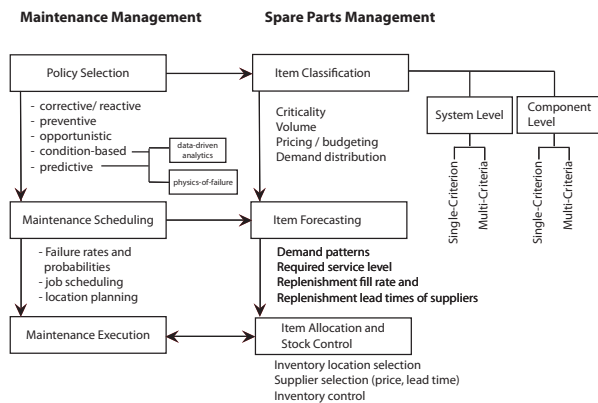 Maintenance Management
Spare Parts Management
Policy Selection
Item Classification
- corrective/ reactive
- preventive
- opportunistic
- condition-based
- predictive
data-driven
analytics
physics-of-failure
Criticality
Volume
Pricing / budgeting
Demand distribution
System Level
Component
Level
Single-Criterion
Multi-Criteria
Single-Criterion
Multi-Criteria
Maintenance Scheduling
Item Forecasting
- Failure rates and
probabilities
- job scheduling
- location planning
Demand patterns
Required service level
Replenishment fill rate and
Replenishment lead times of suppliers
Maintenance Execution
Item Allocation and
Stock Control
Inventory location selection
Supplier selection (price, lead time)
Inventory control